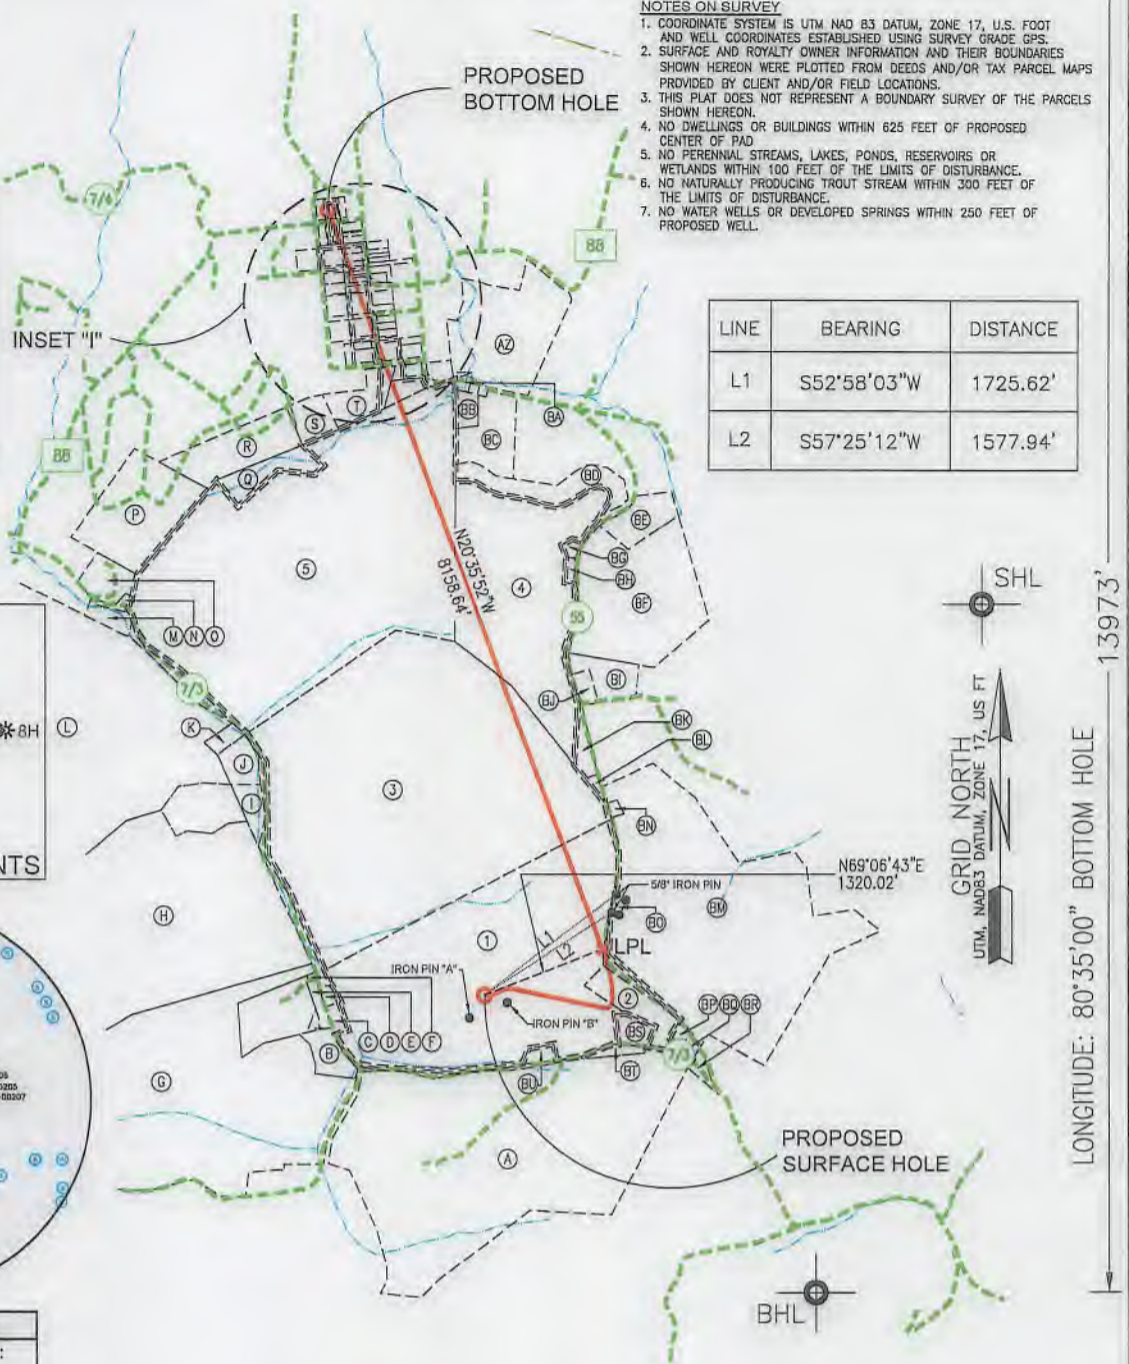 NOTES ON SURVEY
1. COORDINATE SYSTEM IS UTM NAD 83 DATUM, ZONE 17, U.S. FOOT
AND WELL COORDINATES ESTABLISHED USING SURVEY GRADE GPS.
2. SURFACE AND ROYALTY OWNER INFORMATION AND THEIR BOUNDARIES
SHOWN HEREON WERE PLOTTED FROM DEEDS AND/OR TAX PARCEL MAPS
PROVIDED BY CLIENT AND/OR FIELD LOCATIONS.
3. THIS PLAT DOES NOT REPRESENT A BOUNDARY SURVEY OF THE PARCELS
SHOWN HEREON.
4. NO DWELLINGS OR BUILDINGS WITHIN 625 FEET OF PROPOSED
CENTER OF PAD
5. NO PERENNIAL STREAMS, LAKES, PONDS, RESERVOIRS OR
WETLANDS WITHIN 100 FEET OF THE LIMITS OF DISTURBANCE.
6. NO NATURALLY PRODUCING TROUT STREAM WITHIN 300 FEET OF
THE LIMITS OF DISTURBANCE.
7. NO WATER WELLS OR DEVELOPED SPRINGS WITHIN 250 FEET OF
PROPOSED WELL.
PROPOSED
BOTTOM HOLE
7/6
88
INSET "I"
LINE BEARING DISTANCE
L1 S52°58'03"W 1725.62'
L2 S57°25'12"W 1577.94'
AZ
BA
BB
BC
T
S
R
Q
88
P
BD
BE
BG
BH
BF
N20°35'52"W
8158.64'
5
4
55
SHL
M N O
BI
BJ
7/3
BK
BL
8H
L
K
J
I
3
BN
NTS
N69°06'43"E
1320.02'
5/8" IRON PIN
BM
BO
H
1
L1
L2
LPL
IRON PIN "A"
IRON PIN "B"
2
BP BQ BR
BS
C D E F
B
7/3
BT
BU
G
A
PROPOSED
SURFACE HOLE
BHL
GRID NORTH
UTM, NAD83 DATUM, ZONE 17, US FT
13973'
LONGITUDE: 80°35'00" BOTTOM HOLE